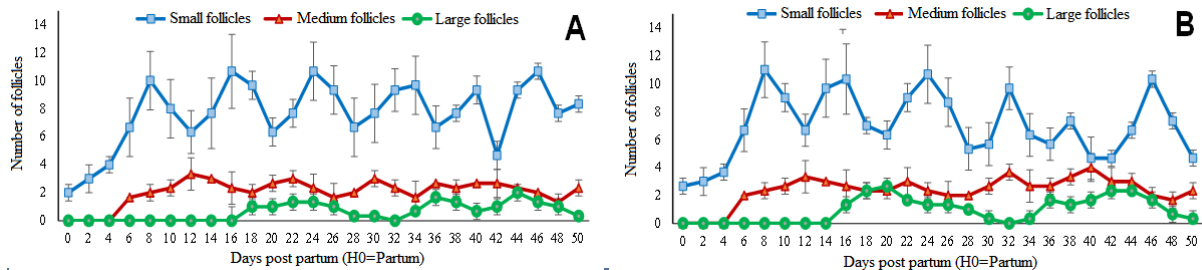 Small follicles Medium follicles Large follicles
A
Number of follicles
14
12
10
8
6
4
2
0
0 2 4 6 8 10 12 14 16 18 20 22 24 26 28 30 32 34 36 38 40 42 44 46 48 50
Days post partum (H0=Partum)
Small follicles Medium follicles Large follicles
B
Number of follicles
14
12
10
8
6
4
2
0
0 2 4 6 8 10 12 14 16 18 20 22 24 26 28 30 32 34 36 38 40 42 44 46 48 50
Days post partum (H0=Partum)